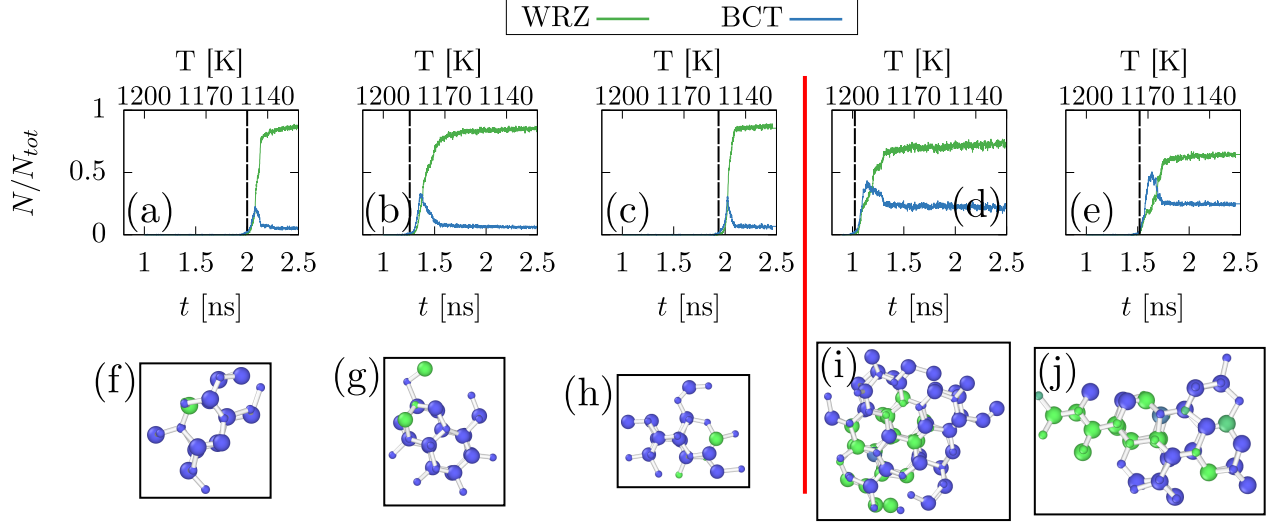 WRZ BCT
T [K] T [K] T [K] T [K] T [K]
1200 1170 1140 1200 1170 1140 1200 1170 1140 1200 1170 1140 1200 1170 1140
1
0.5
0
N/N_tot
(a) (b) (c) (d) (e)
1 1.5 2 2.5 1 1.5 2 2.5 1 1.5 2 2.5 1 1.5 2 2.5 1 1.5 2 2.5
t [ns] t [ns] t [ns] t [ns] t [ns]
(f) (g) (h) (i) (j)